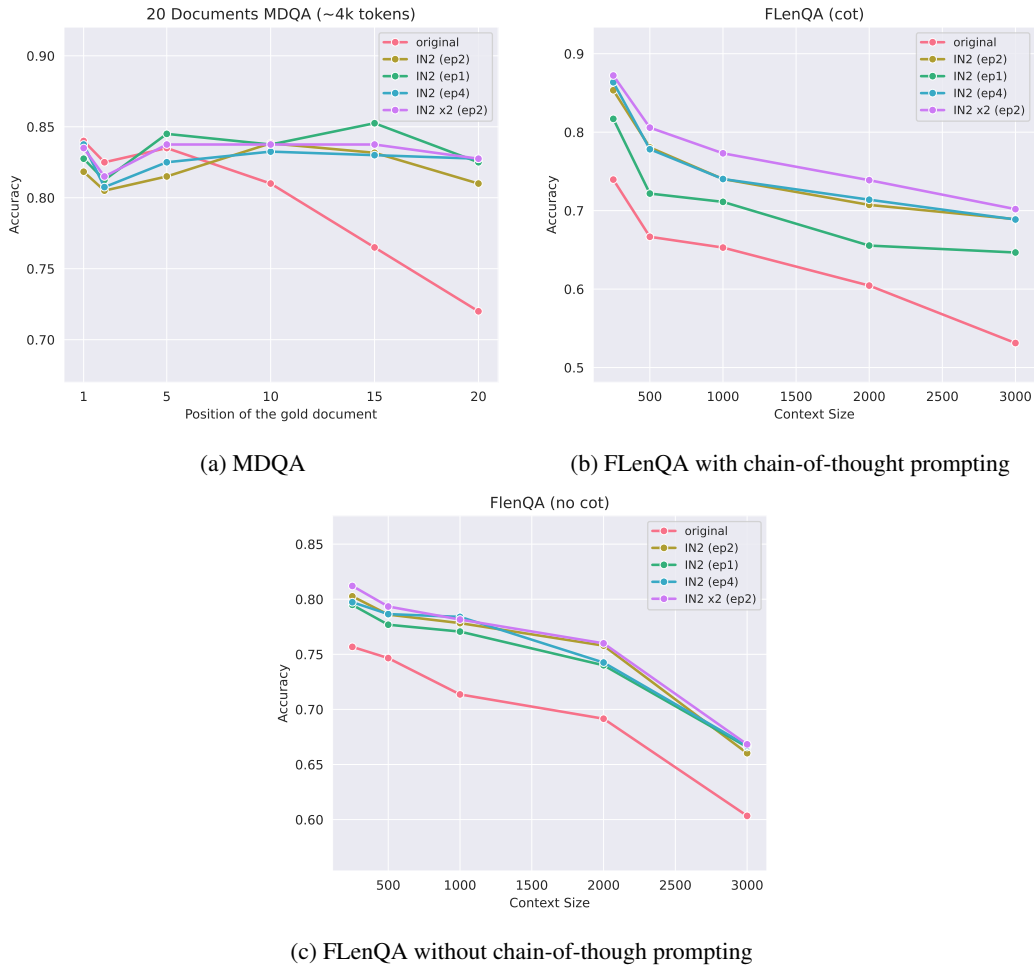 20 Documents MDQA (~4k tokens)
0.90
0.85
0.80
0.75
0.70
Accuracy
original
IN2 (ep2)
IN2 (ep1)
IN2 (ep4)
IN2 x2 (ep2)
1
5
10
15
20
Position of the gold document
(a) MDQA
FLenQA (cot)
0.9
0.8
0.7
0.6
0.5
Accuracy
original
IN2 (ep2)
IN2 (ep1)
IN2 (ep4)
IN2 x2 (ep2)
500
1000
1500
2000
2500
3000
Context Size
(b) FLenQA with chain-of-thought prompting
FlenQA (no cot)
0.85
0.80
0.75
0.70
0.65
0.60
Accuracy
original
IN2 (ep2)
IN2 (ep1)
IN2 (ep4)
IN2 x2 (ep2)
500
1000
1500
2000
2500
3000
Context Size
(c) FLenQA without chain-of-though prompting